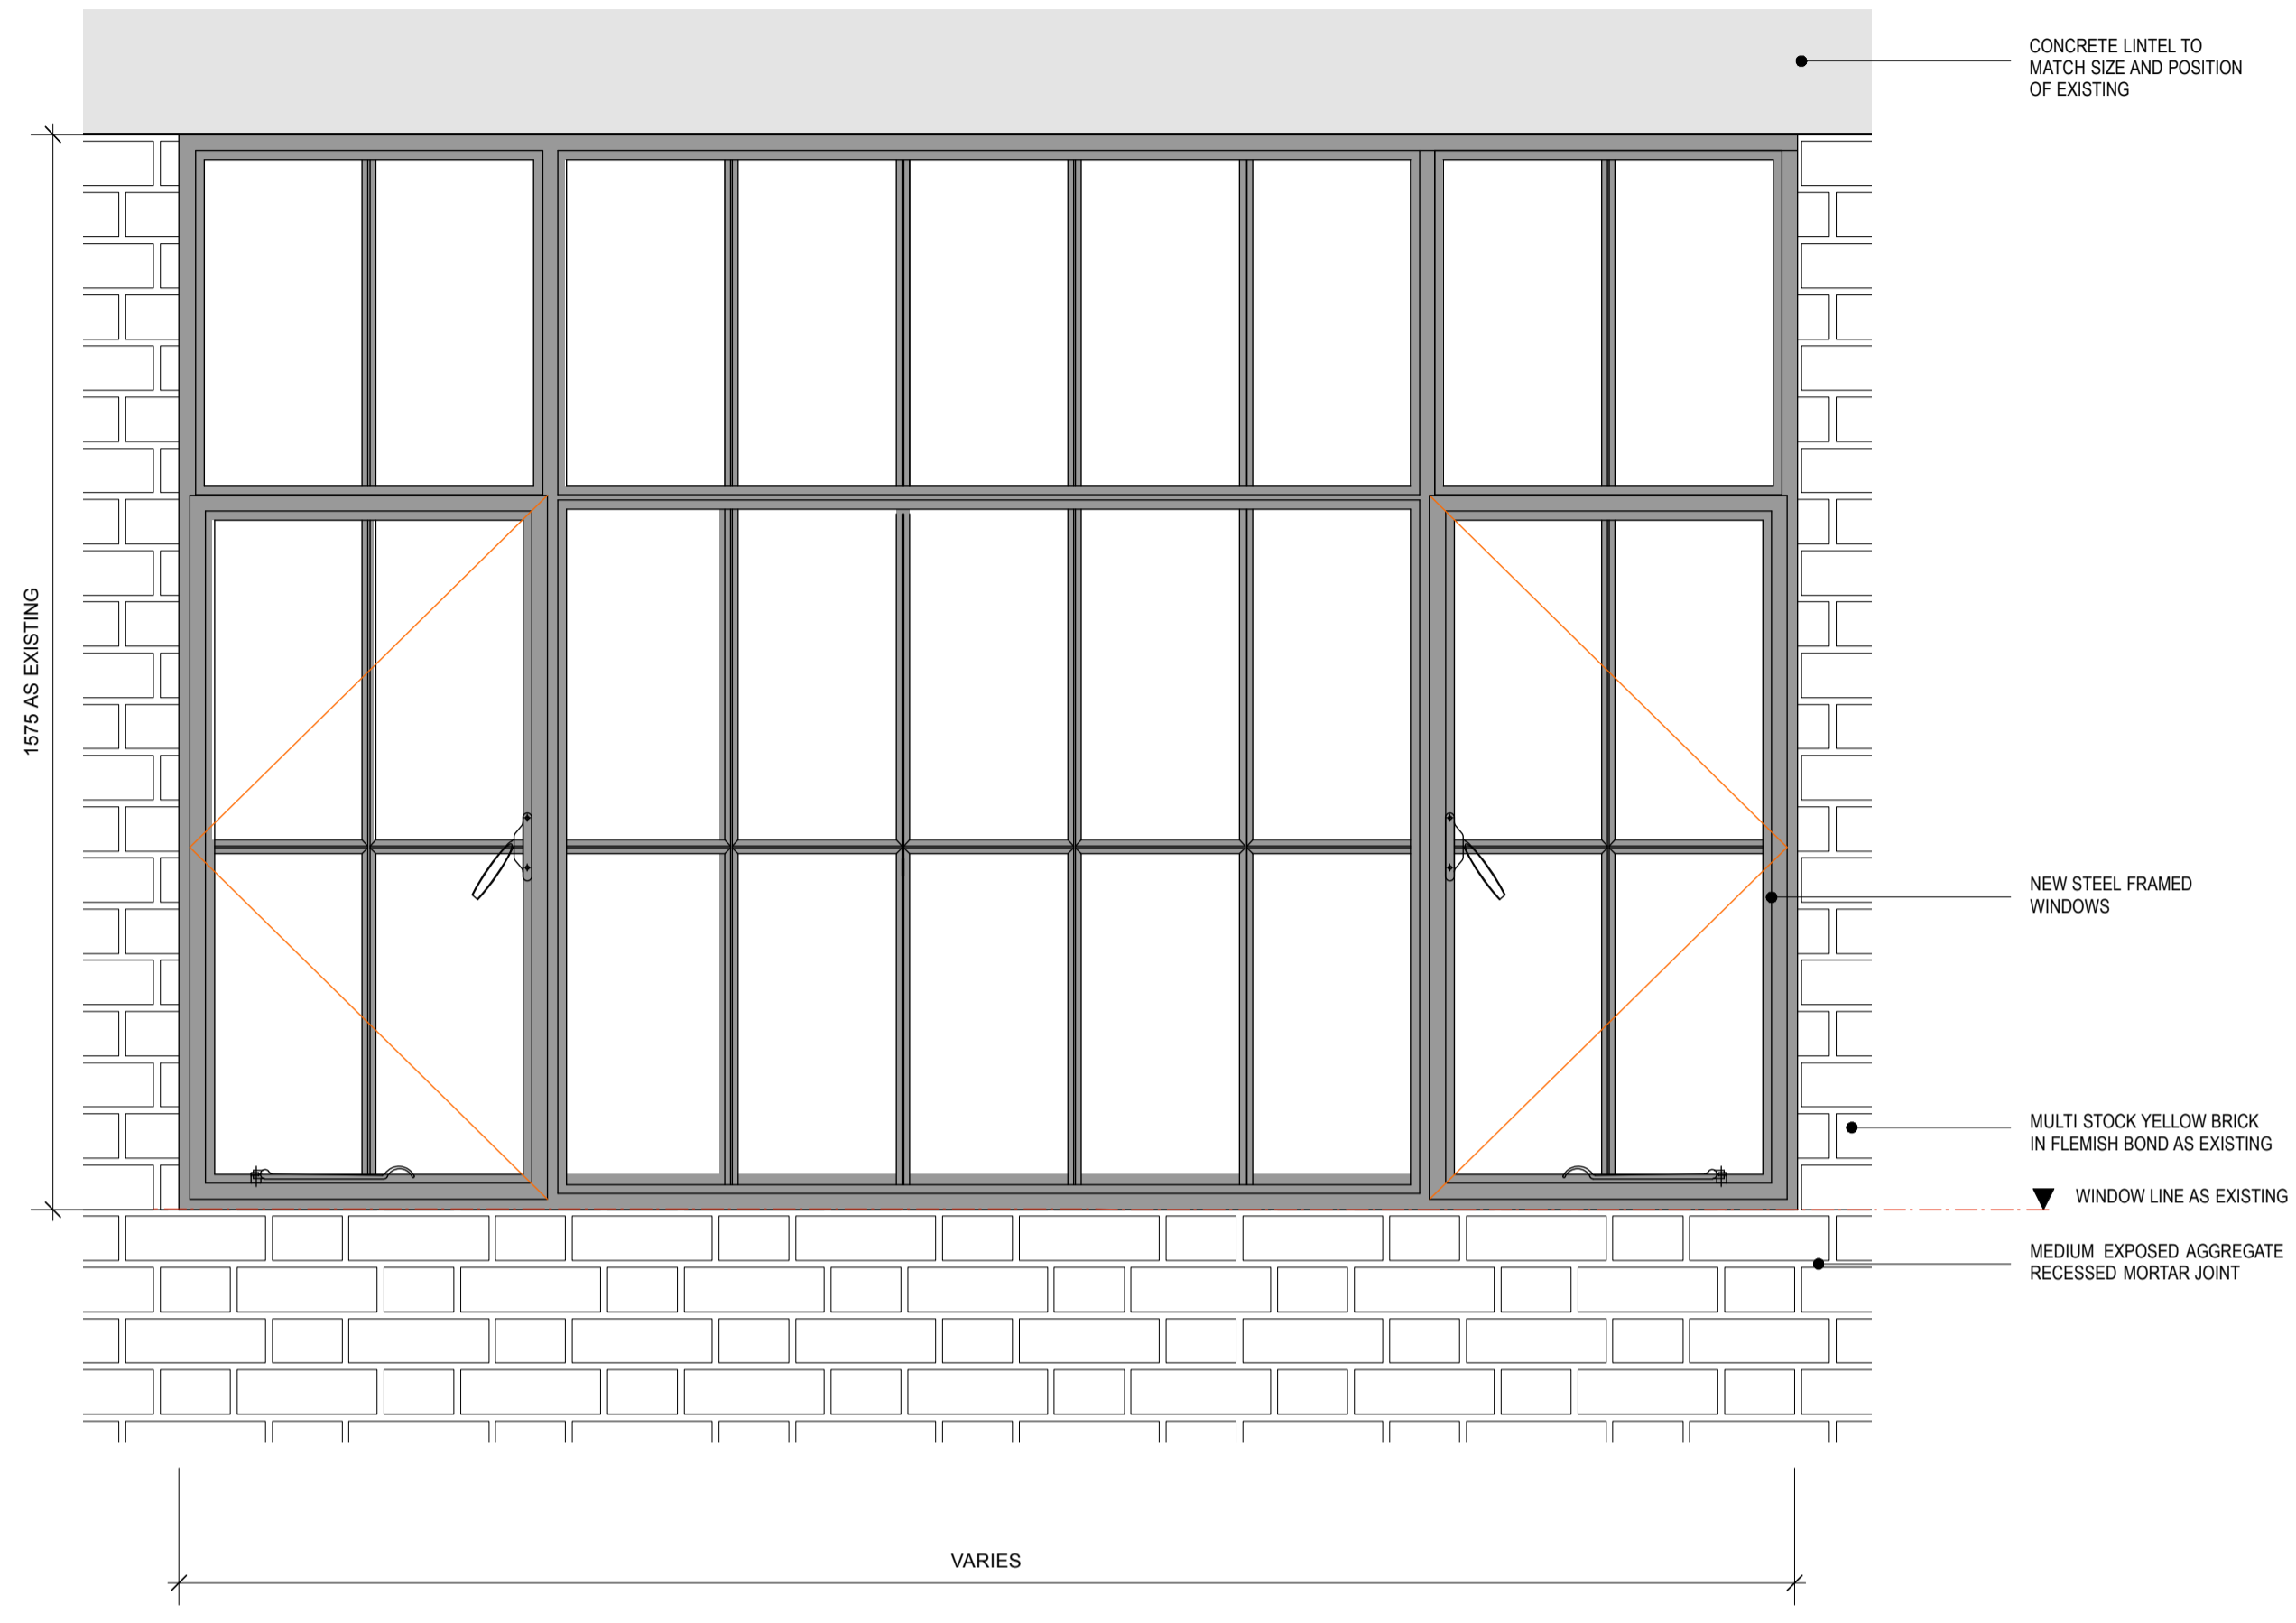 CONCRETE LINTEL TO
MATCH SIZE AND POSITION
OF EXISTING
1575 AS EXISTING
NEW STEEL FRAMED
WINDOWS
MULTI STOCK YELLOW BRICK
IN FLEMISH BOND AS EXISTING
WINDOW LINE AS EXISTING
MEDIUM EXPOSED AGGREGATE
RECESSED MORTAR JOINT
VARIES